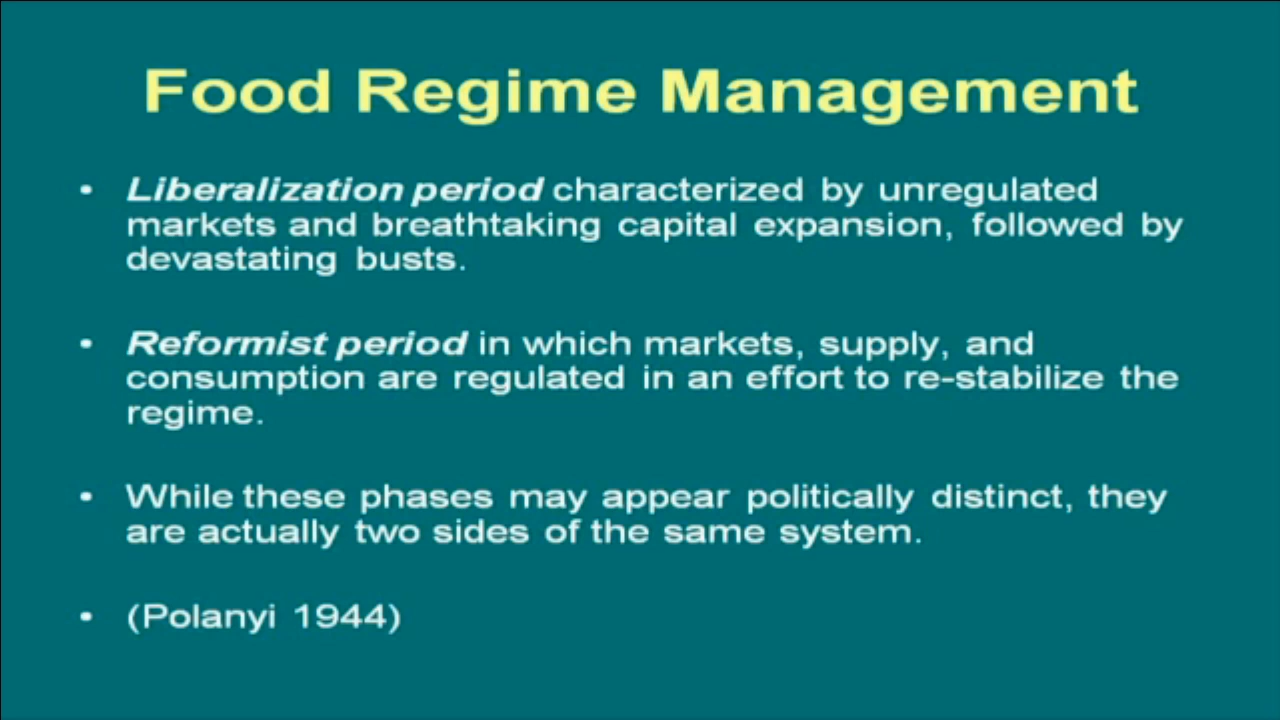 Food Regime Management
• Liberalization period characterized by unregulated
markets and breathtaking capital expansion, followed by
devastating busts.
• Reformist period in which markets, supply, and
consumption are regulated in an effort to re-stabilize the
regime.
• While these phases may appear politically distinct, they
are actually two sides of the same system.
• (Polanyi 1944)